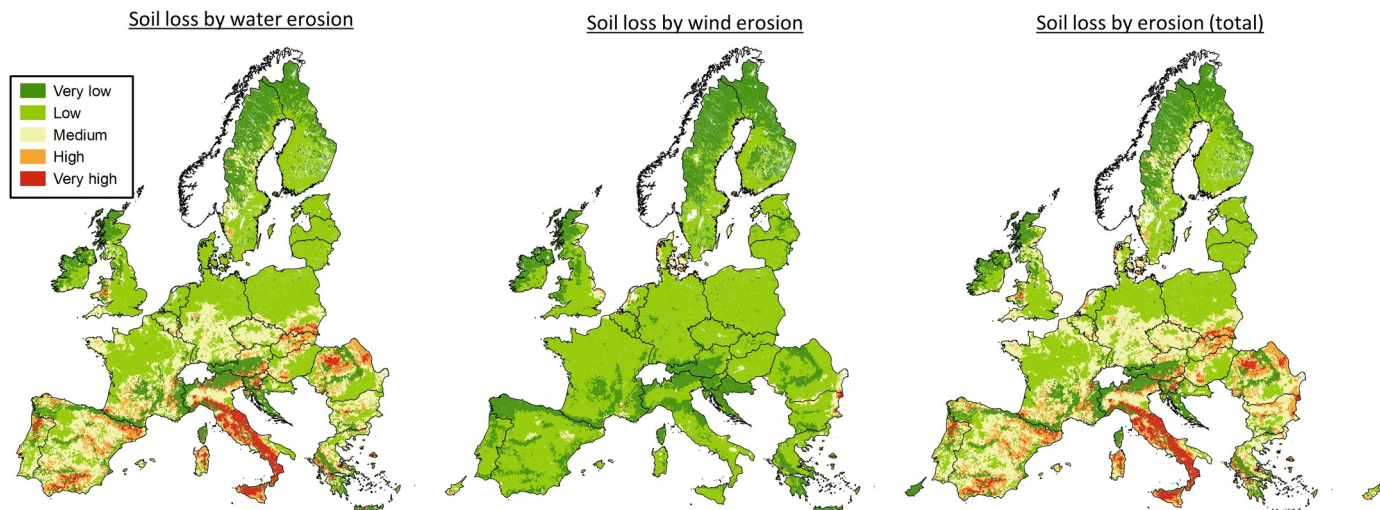 Soil loss by water erosion
Soil loss by wind erosion
Soil loss by erosion (total)
Very low
Low
Medium
High
Very high